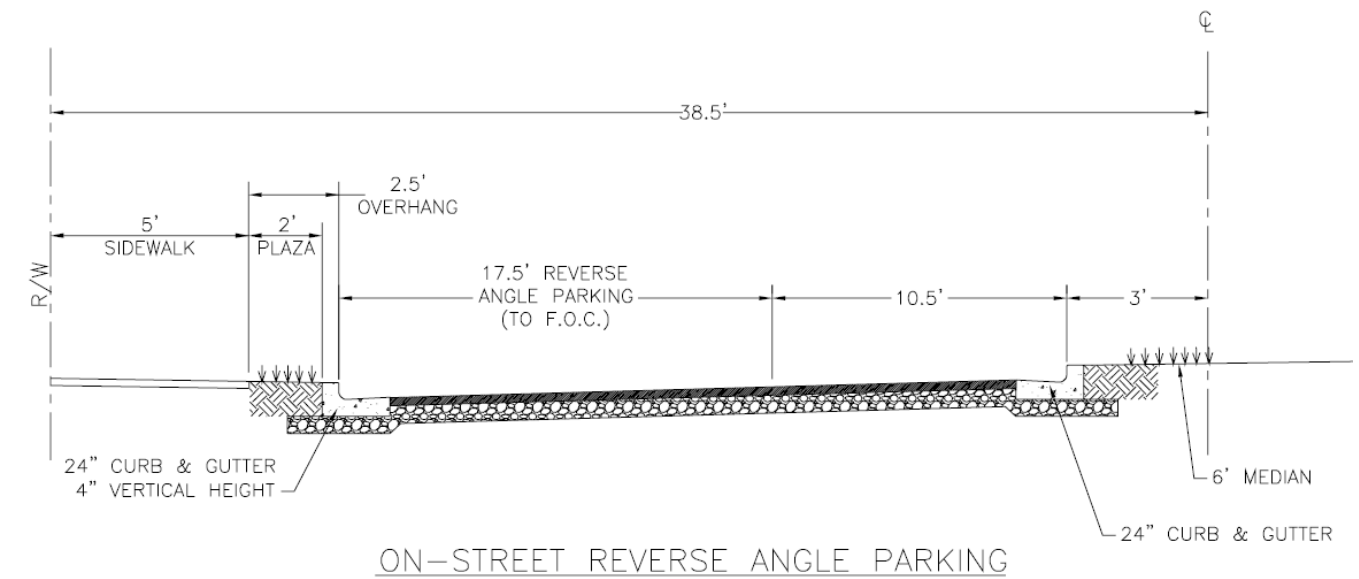 ℄
38.5'
2.5'
OVERHANG
5'
SIDEWALK
2'
PLAZA
R/W
17.5' REVERSE
ANGLE PARKING
(TO F.O.C.)
10.5'
3'
24" CURB & GUTTER
4" VERTICAL HEIGHT
6' MEDIAN
24" CURB & GUTTER
ON-STREET REVERSE ANGLE PARKING